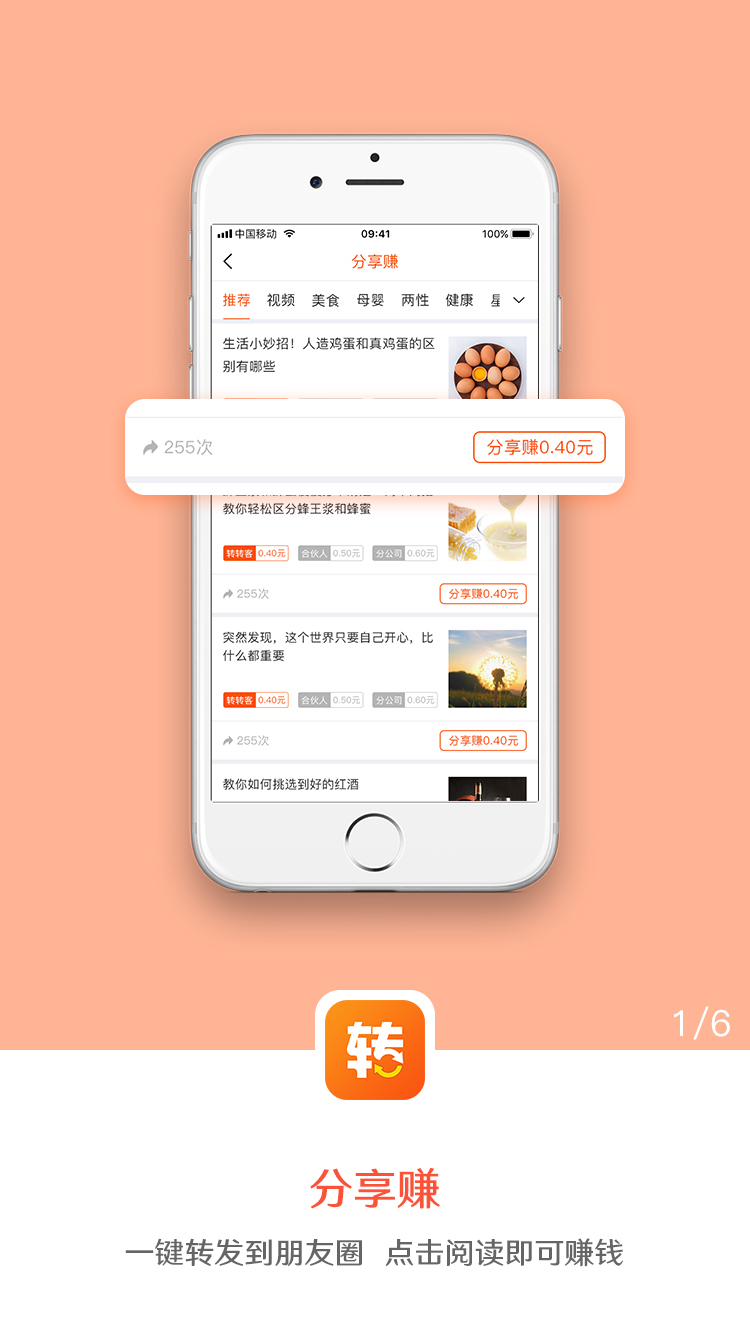 中国移动 09:41 100%
分享赚
推荐 视频 美食 母婴 两性 健康
生活小妙招！人造鸡蛋和真鸡蛋的区
别有哪些
255次 分享赚0.40元
教你轻松区分蜂王浆和蜂蜜
转转客 0.40元 合伙人 0.50元 分公司 0.60元
255次 分享赚0.40元
突然发现，这个世界只要自己开心，比
什么都重要
转转客 0.40元 合伙人 0.50元 分公司 0.60元
255次 分享赚0.40元
教你如何挑选到好的红酒
1/6
转
分享赚
一键转发到朋友圈 点击阅读即可赚钱